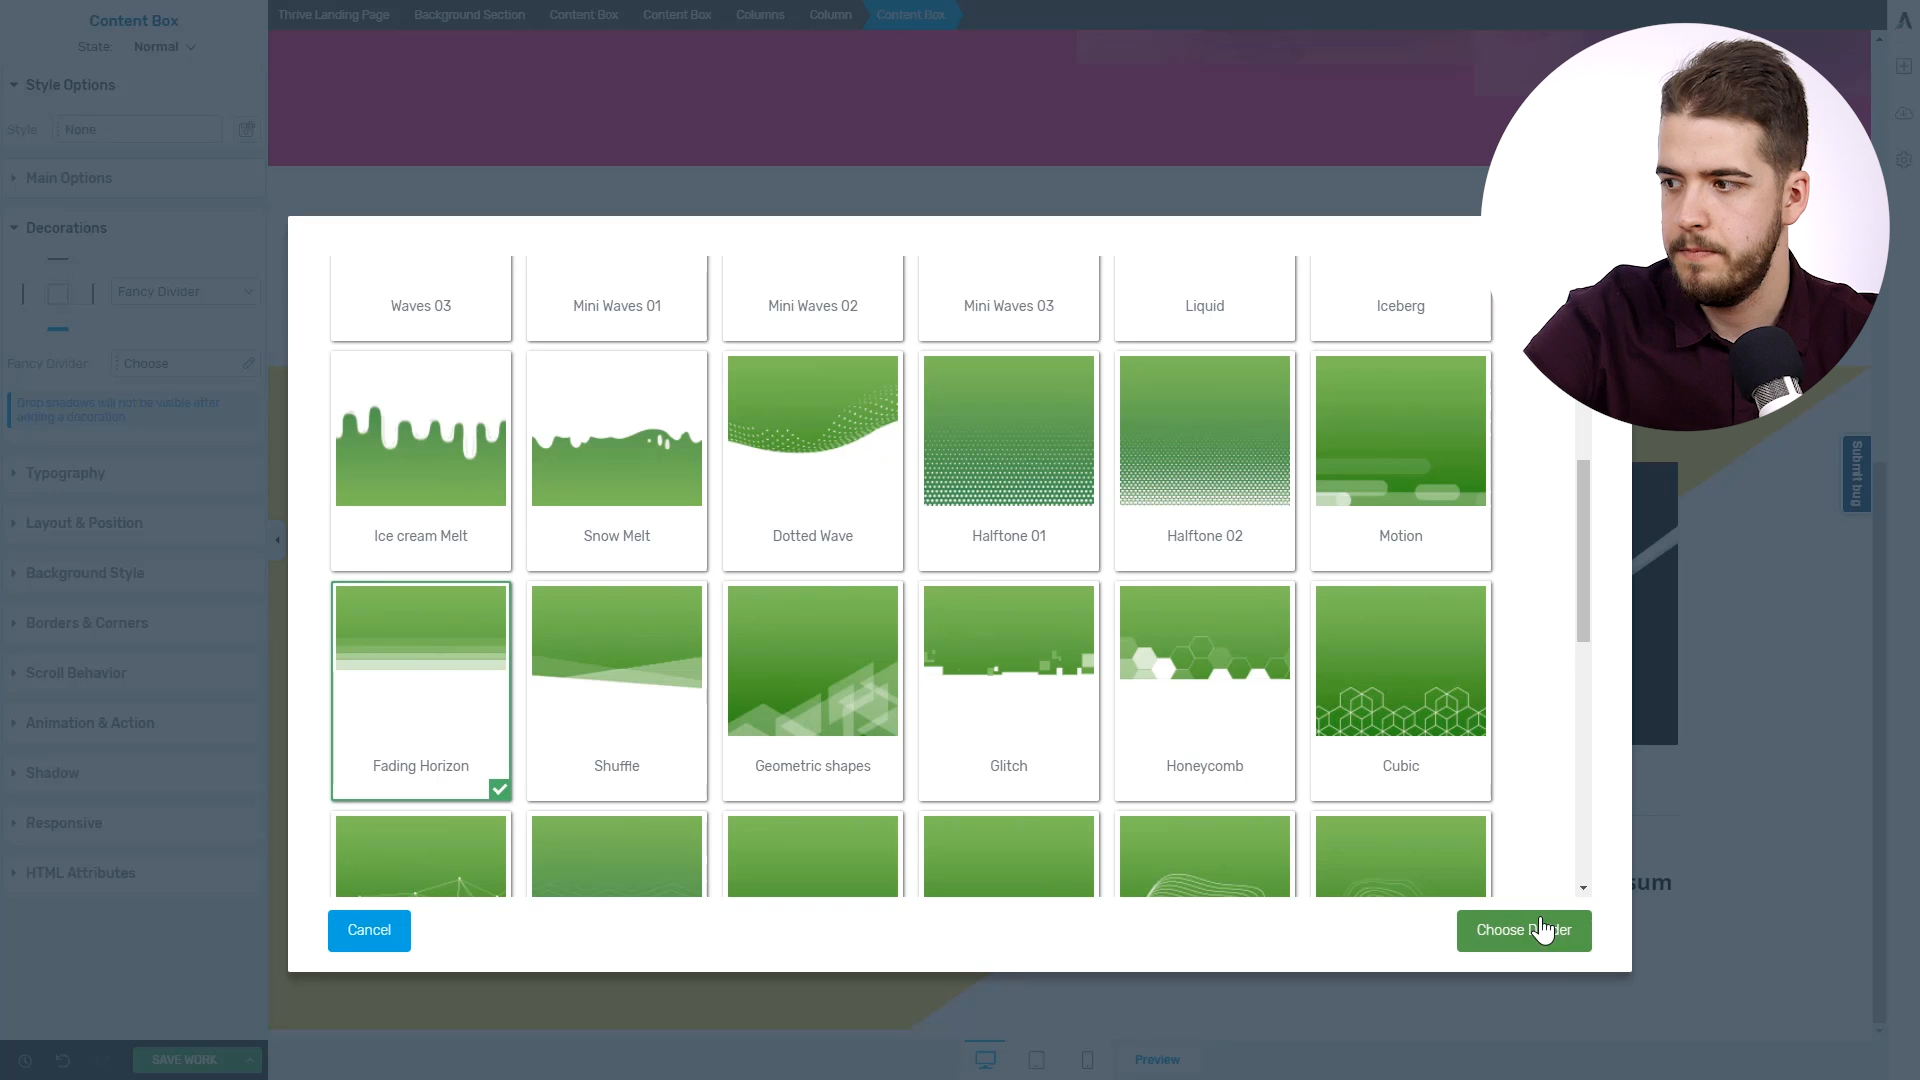 Content Box
State: Normal
Style Options
Style None
Main Options
Decorations
Fancy Divider
Fancy Divider: Choose
Drop shadows will not be visible after
adding a decoration
Typography
Layout & Position
Background Style
Borders & Corners
Scroll Behavior
Animation & Action
Shadow
Responsive
HTML Attributes
SAVE WORK
Thrive Landing Page Background Section Content Box Content Box Columns Column Content Box
Waves 03 Mini Waves 01 Mini Waves 02 Mini Waves 03 Liquid Iceberg
Ice cream Melt Snow Melt Dotted Wave Halftone 01 Halftone 02 Motion
Fading Horizon Shuffle Geometric shapes Glitch Honeycomb Cubic
Cancel
Choose
Submit bug
Preview